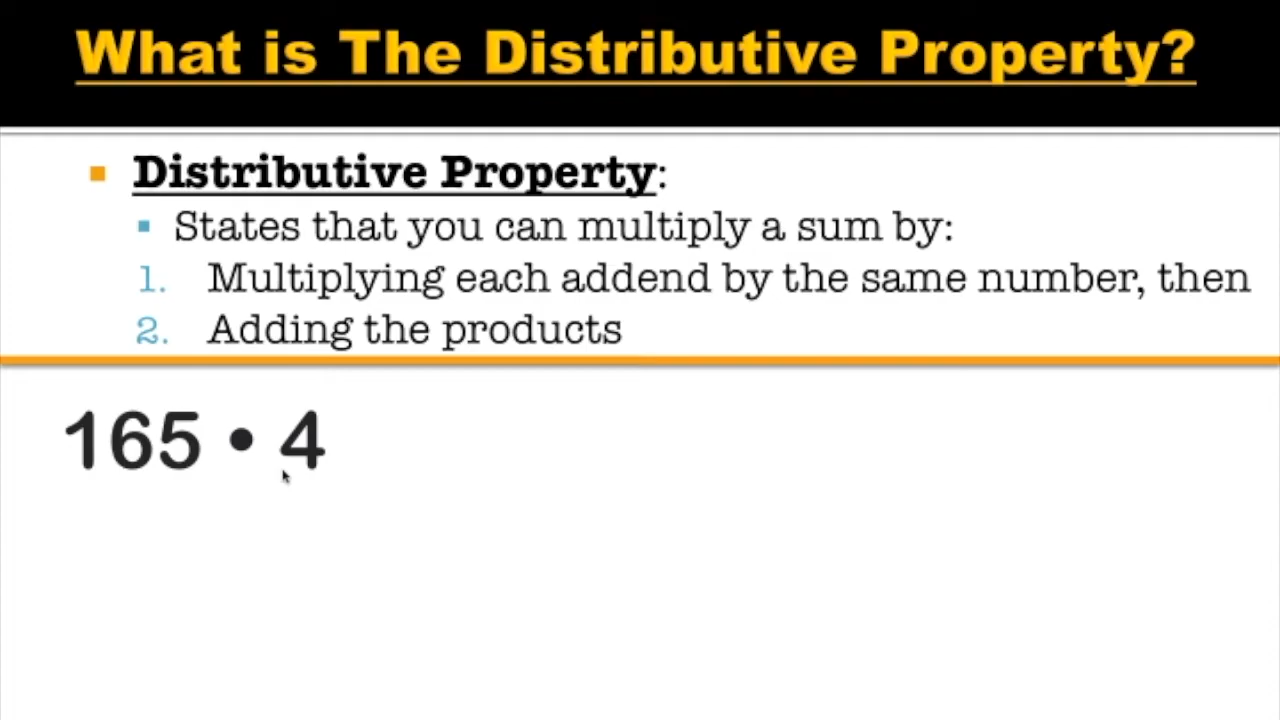 What is The Distributive Property?
Distributive Property:
States that you can multiply a sum by:
1. Multiplying each addend by the same number, then
2. Adding the products
165 • 4